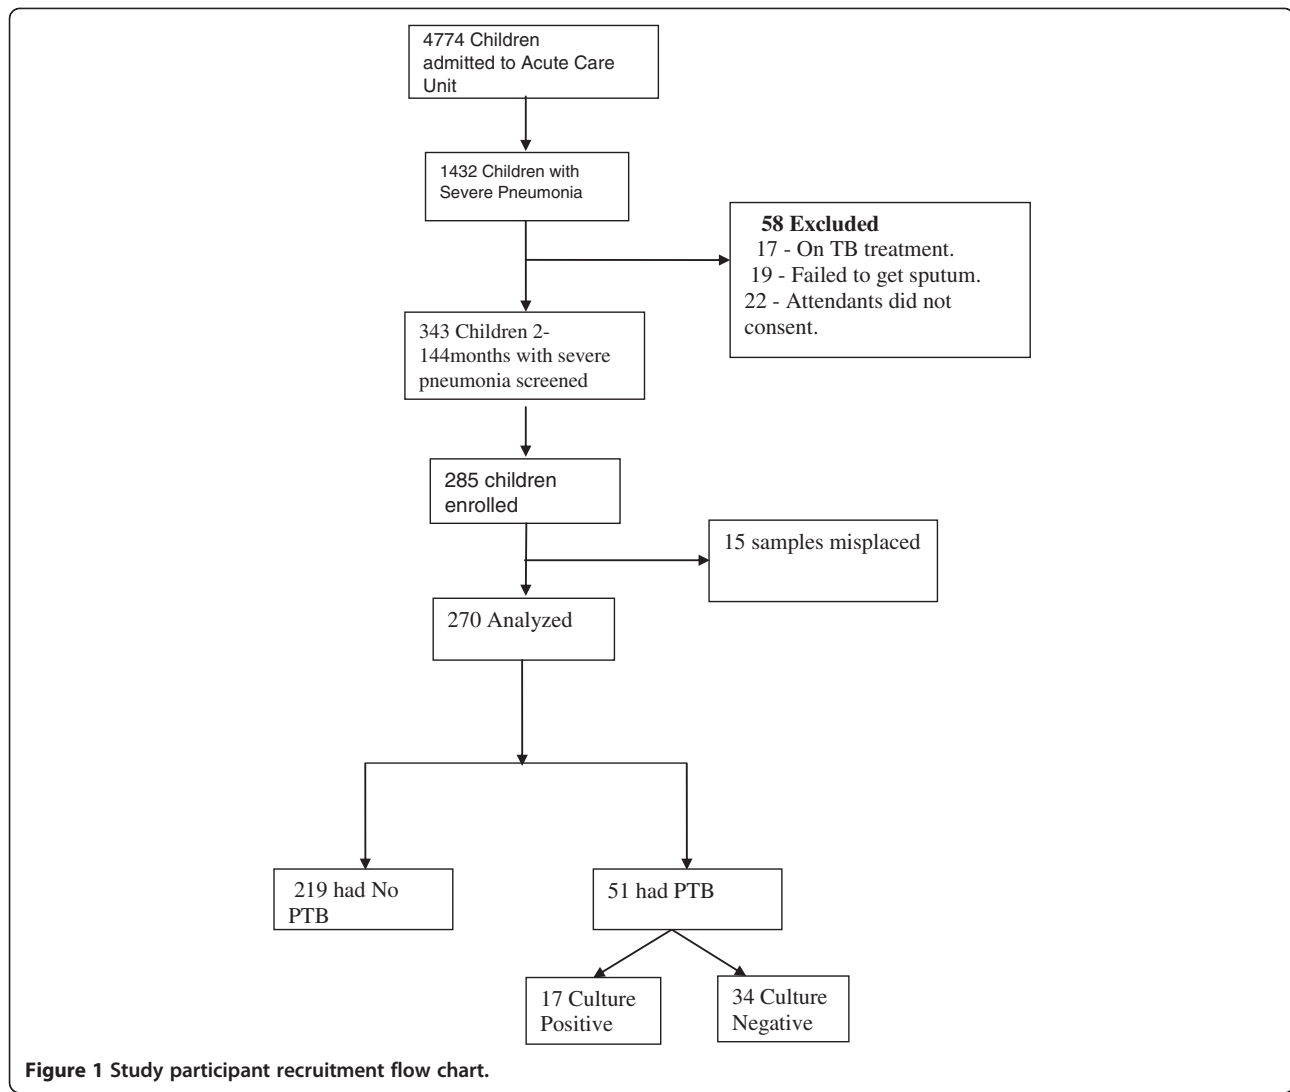 4774 Children
admitted to Acute Care
Unit
1432 Children with
Severe Pneumonia
58 Excluded
17 - On TB treatment.
19 - Failed to get sputum.
22 - Attendants did not
consent.
343 Children 2-
144months with severe
pneumonia screened
285 children
enrolled
15 samples misplaced
270 Analyzed
219 had No
PTB
51 had PTB
17 Culture
Positive
34 Culture
Negative
Figure 1 Study participant recruitment flow chart.